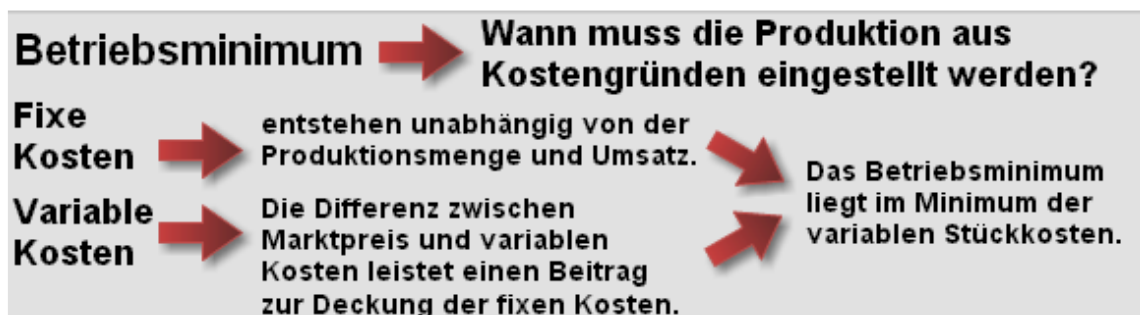 Betriebsminimum
Wann muss die Produktion aus
Kostengründen eingestellt werden?
Fixe
Kosten
entstehen unabhängig von der
Produktionsmenge und Umsatz.
Variable
Kosten
Die Differenz zwischen
Marktpreis und variablen
Kosten leistet einen Beitrag
zur Deckung der fixen Kosten.
Das Betriebsminimum
liegt im Minimum der
variablen Stückkosten.